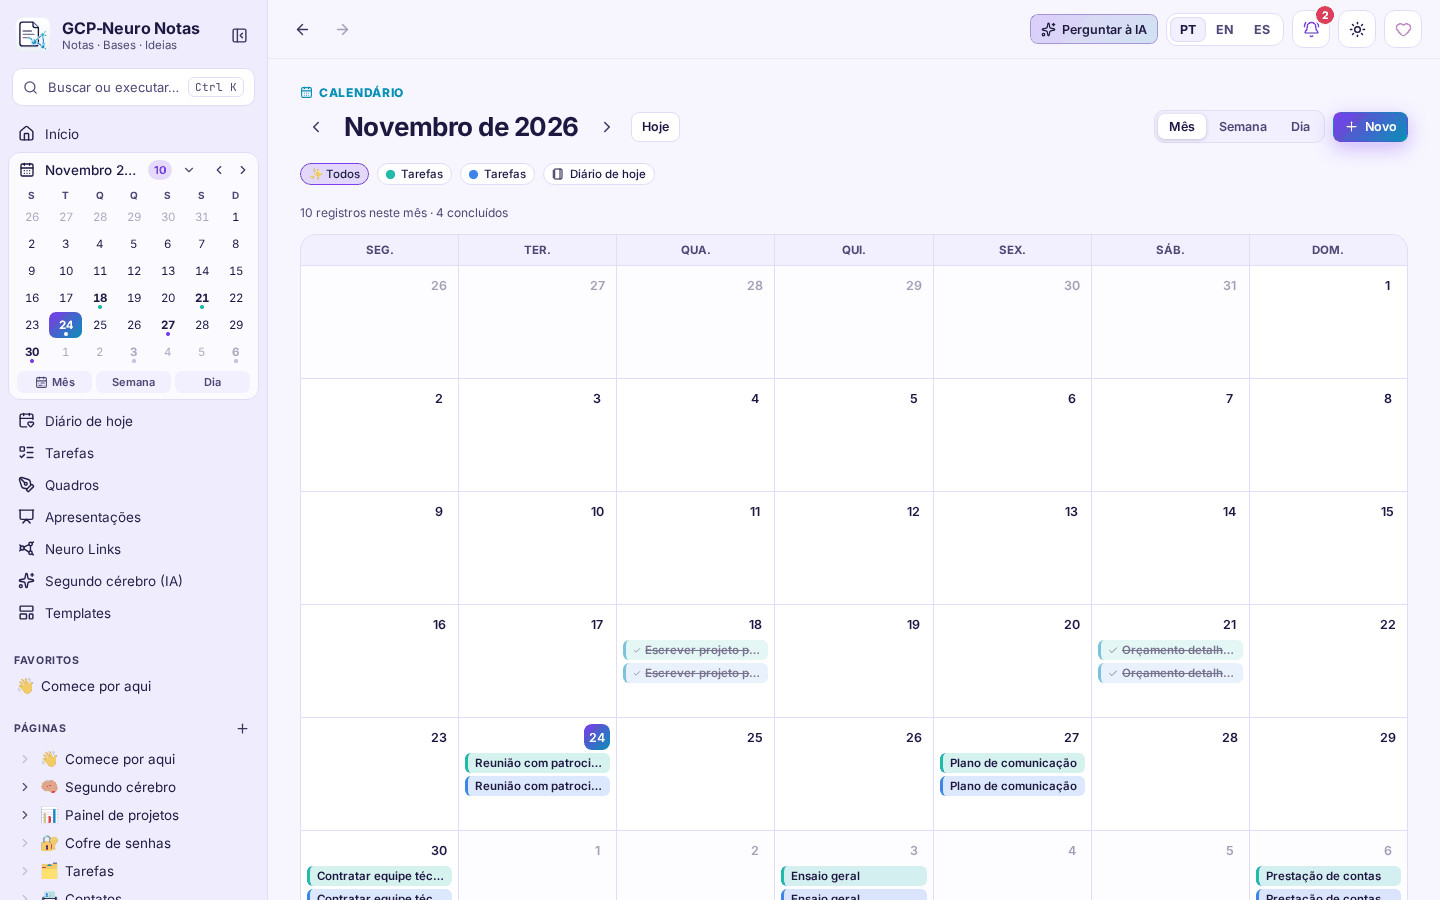 GCP-Neuro Notas
Notas · Bases · Ideias
Buscar ou executar... Ctrl K
Início
Novembro 2... 10
S T Q Q S S D
26 27 28 29 30 31 1
2 3 4 5 6 7 8
9 10 11 12 13 14 15
16 17 18 19 20 21 22
23 24 25 26 27 28 29
30 1 2 3 4 5 6
Mês Semana Dia
Diário de hoje
Tarefas
Quadros
Apresentações
Neuro Links
Segundo cérebro (IA)
Templates
FAVORITOS
Comece por aqui
PÁGINAS
Comece por aqui
Segundo cérebro
Painel de projetos
Cofre de senhas
Tarefas
Contatos
Perguntar à IA PT EN ES 2
CALENDÁRIO
Novembro de 2026 Hoje Mês Semana Dia Novo
Todos Tarefas Tarefas Diário de hoje
10 registros neste mês · 4 concluídos
SEG. TER. QUA. QUI. SEX. SÁB. DOM.
26 27 28 29 30 31 1
2 3 4 5 6 7 8
9 10 11 12 13 14 15
16 17 18 19 20 21 22
Escrever projeto p... Orçamento detalh...
Escrever projeto p... Orçamento detalh...
23 24 25 26 27 28 29
Reunião com patroci... Plano de comunicação
Reunião com patroci... Plano de comunicação
30 1 2 3 4 5 6
Contratar equipe téc... Ensaio geral Prestação de contas
Contratar equipe téc... Ensaio geral Prestação de contas